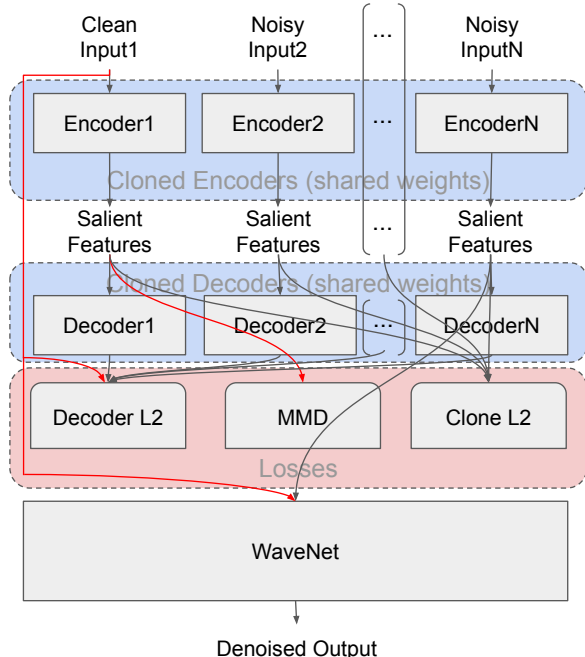 Clean
Input1
Noisy
Input2
...
Noisy
InputN
Encoder1
Encoder2
...
EncoderN
Cloned Encoders (shared weights)
Salient
Features
Salient
Features
...
Salient
Features
Cloned Decoders (shared weights)
Decoder1
Decoder2
...
DecoderN
Decoder L2
MMD
Clone L2
Losses
WaveNet
Denoised Output